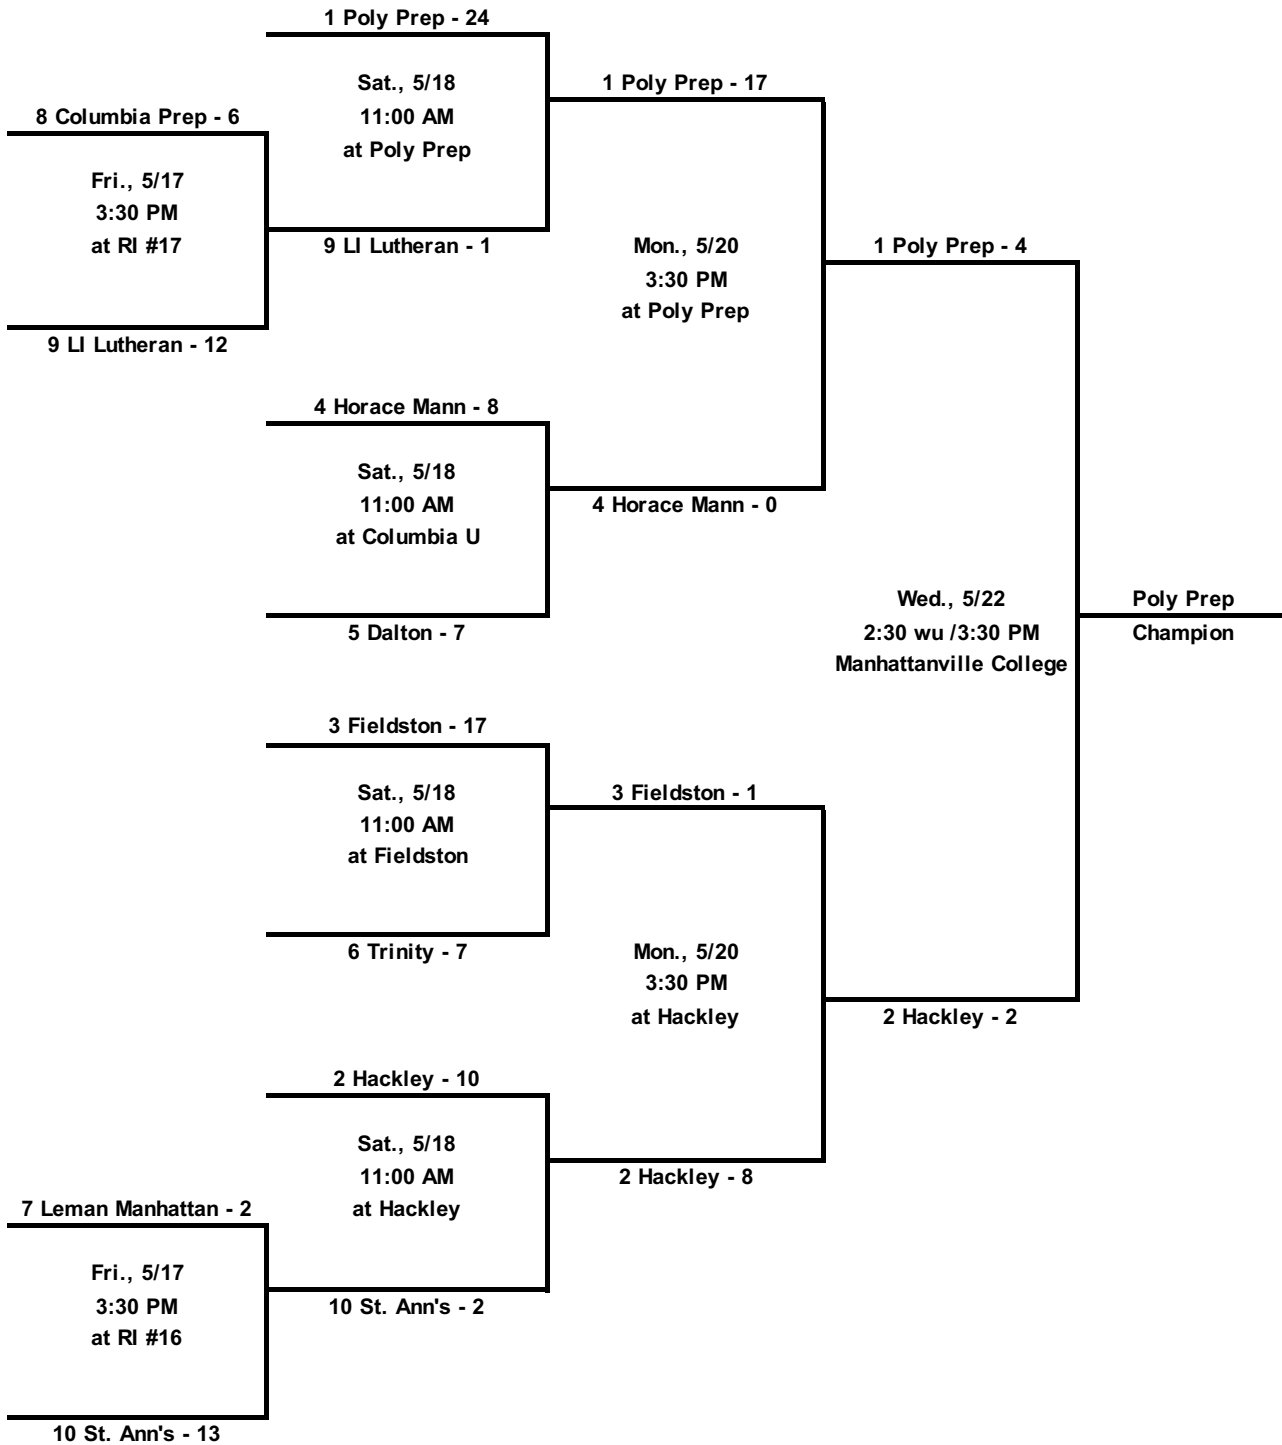 1 Poly Prep - 24
Sat., 5/18
11:00 AM
at Poly Prep
1 Poly Prep - 17
8 Columbia Prep - 6
Fri., 5/17
3:30 PM
at RI #17
9 LI Lutheran - 1
9 LI Lutheran - 12
Mon., 5/20
3:30 PM
at Poly Prep
1 Poly Prep - 4
4 Horace Mann - 8
Sat., 5/18
11:00 AM
at Columbia U
4 Horace Mann - 0
5 Dalton - 7
Wed., 5/22
2:30 wu /3:30 PM
Manhattanville College
Poly Prep
Champion
3 Fieldston - 17
Sat., 5/18
11:00 AM
at Fieldston
3 Fieldston - 1
6 Trinity - 7
Mon., 5/20
3:30 PM
at Hackley
2 Hackley - 2
2 Hackley - 10
Sat., 5/18
11:00 AM
at Hackley
2 Hackley - 8
7 Leman Manhattan - 2
Fri., 5/17
3:30 PM
at RI #16
10 St. Ann's - 2
10 St. Ann's - 13